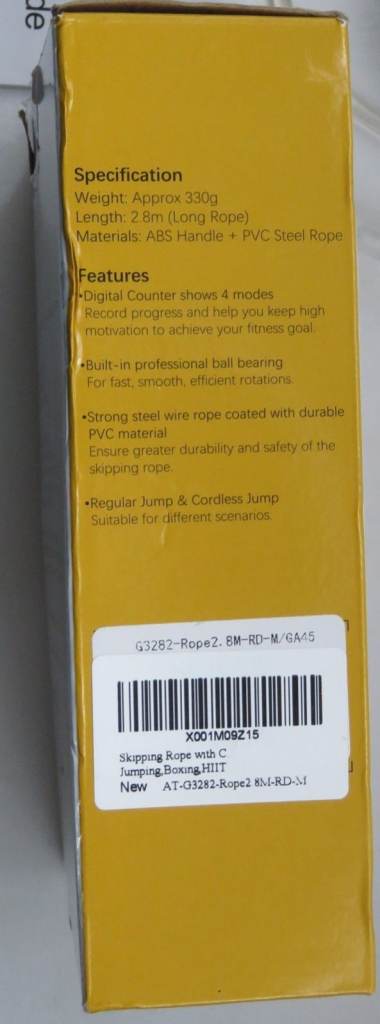 de
Specification
Weight: Approx 330g
Length: 2.8m (Long Rope)
Materials: ABS Handle + PVC Steel Rope
Features
•Digital Counter shows 4 modes
Record progress and help you keep high
motivation to achieve your fitness goal.
•Built-in professional ball bearing
For fast, smooth, efficient rotations.
•Strong steel wire rope coated with durable
PVC material
Ensure greater durability and safety of the
skipping rope.
•Regular Jump & Cordless Jump
Suitable for different scenarios.
G3282-Rope2.8M-RD-M/GA45
X001M09Z15
Skipping Rope with C
Jumping,Boxing,HIIT
New AT-G3282-Rope2 8M-RD-M